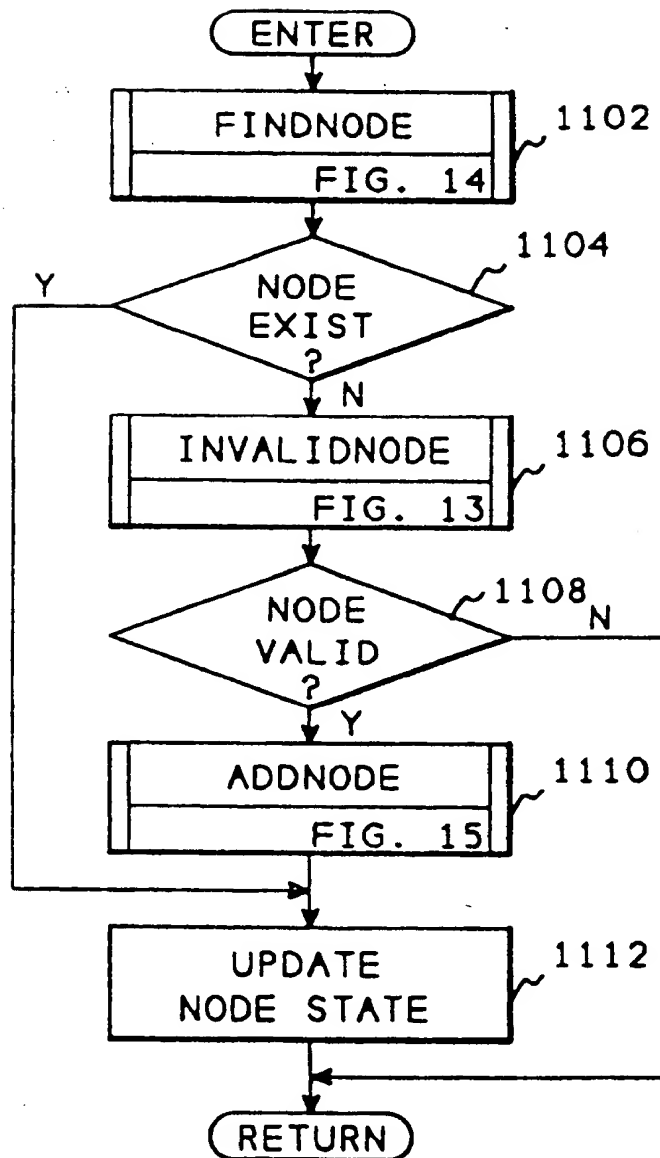 ENTER
FINDNODE
1102
FIG. 14
1104
Y
NODE
EXIST
?
N
INVALIDNODE
1106
FIG. 13
1108
NODE
N
VALID
?
Y
ADDNODE
1110
FIG. 15
UPDATE
1112
NODE STATE
RETURN